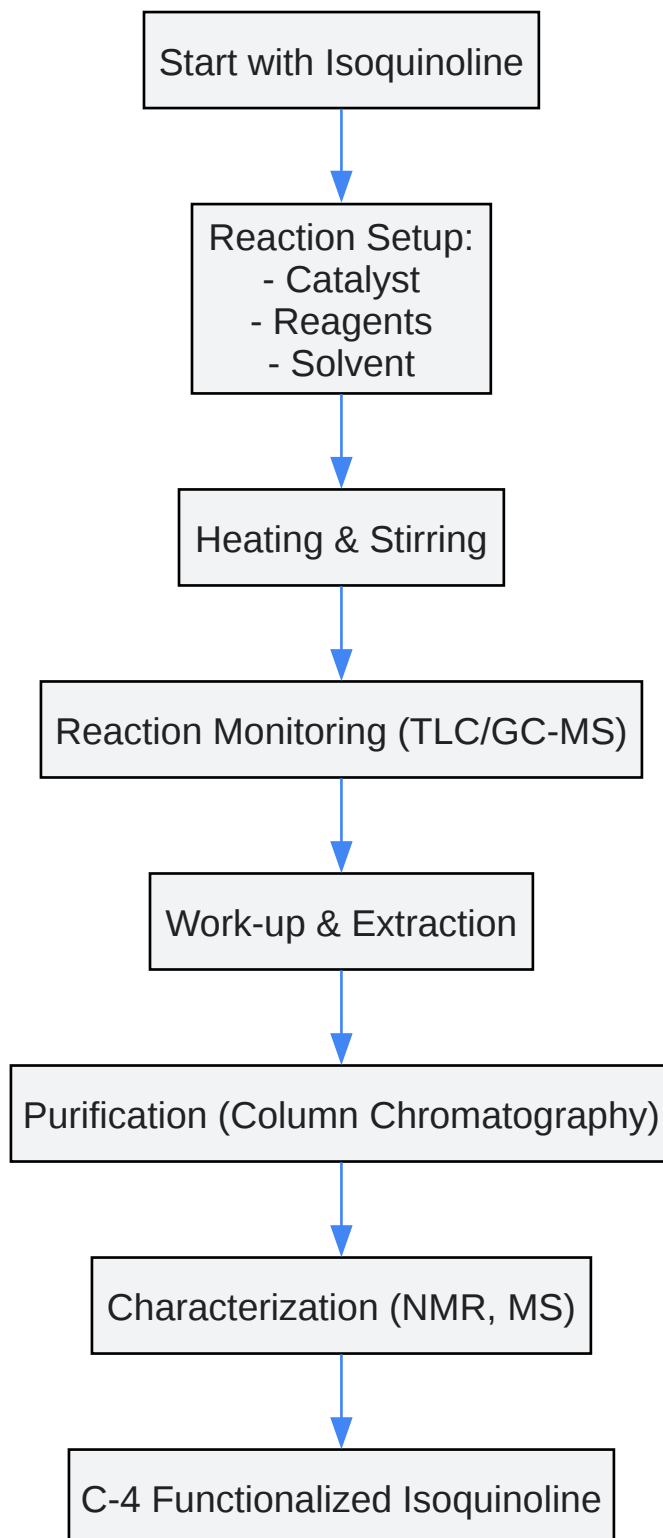 Start with Isoquinoline
Reaction Setup:
- Catalyst
- Reagents
- Solvent
Heating & Stirring
Reaction Monitoring (TLC/GC-MS)
Work-up & Extraction
Purification (Column Chromatography)
Characterization (NMR, MS)
C-4 Functionalized Isoquinoline